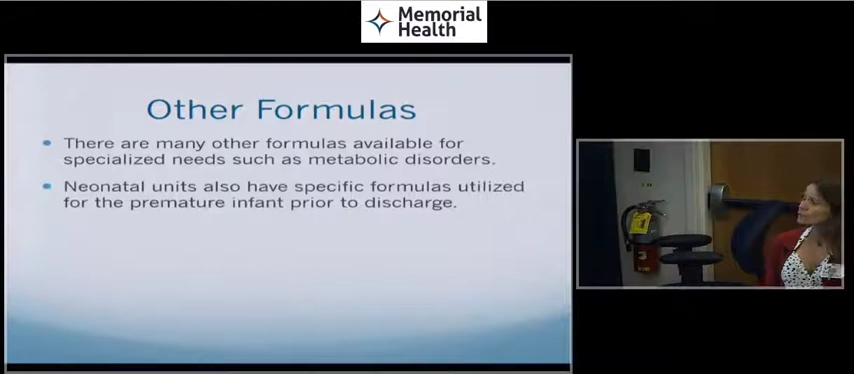 Memorial
Health
Other Formulas
There are many other formulas available for
specialized needs such as metabolic disorders.
Neonatal units also have specific formulas utilized
for the premature infant prior to discharge.